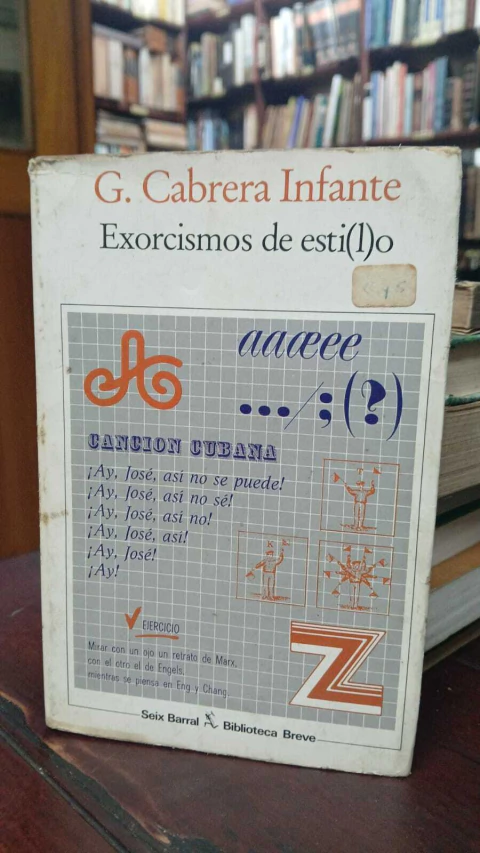 G. Cabrera Infante
Exorcismos de esti(l)o
A
aaæee
.../;(?)
CANCION CUBANA
¡Ay, José, así no se puede!
¡Ay, José, así no sé!
¡Ay, José, así no!
¡Ay, José, así!
¡Ay, José!
¡Ay!
EJERCICIO
Mirar con un ojo un retrato de Marx,
con el otro el de Engels,
mientras se piensa en Eng y Chang.
Z
Seix Barral Biblioteca Breve